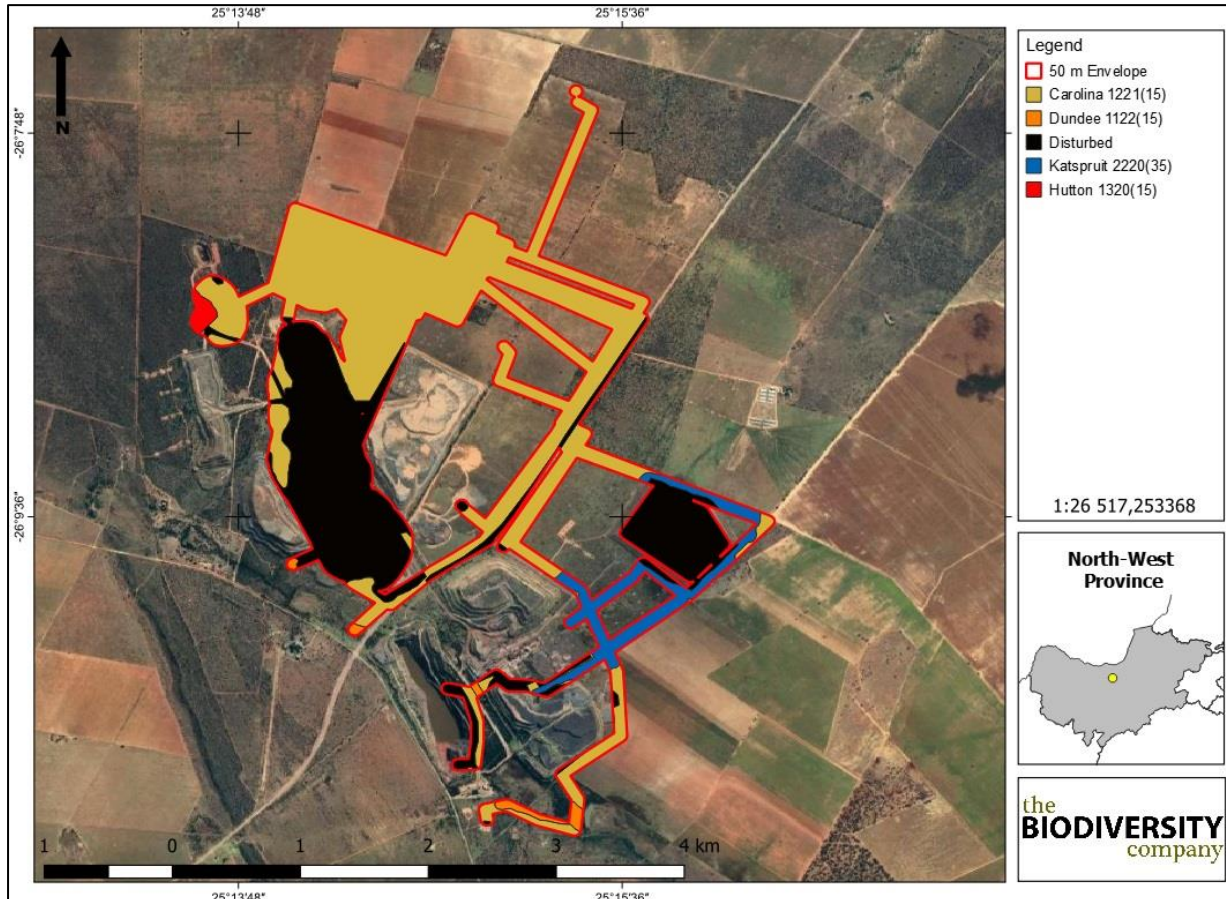 25°13'48" 25°15'36"
-26°7'48"
-26°9'36"
N
1 0 1 2 3 4 km
25°13'48" 25°15'36"
Legend
50 m Envelope
Carolina 1221(15)
Dundee 1122(15)
Disturbed
Katspruit 2220(35)
Hutton 1320(15)
1:26 517,253368
North-West
Province
the
BIODIVERSITY
company